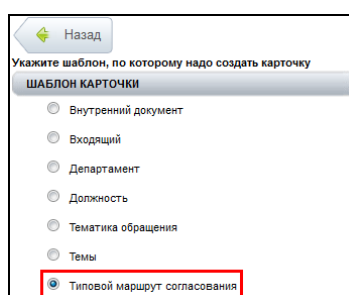 Назад
Укажите шаблон, по которому надо создать карточку
ШАБЛОН КАРТОЧКИ
Внутренний документ
Входящий
Департамент
Должность
Тематика обращения
Темы
Типовой маршрут согласования